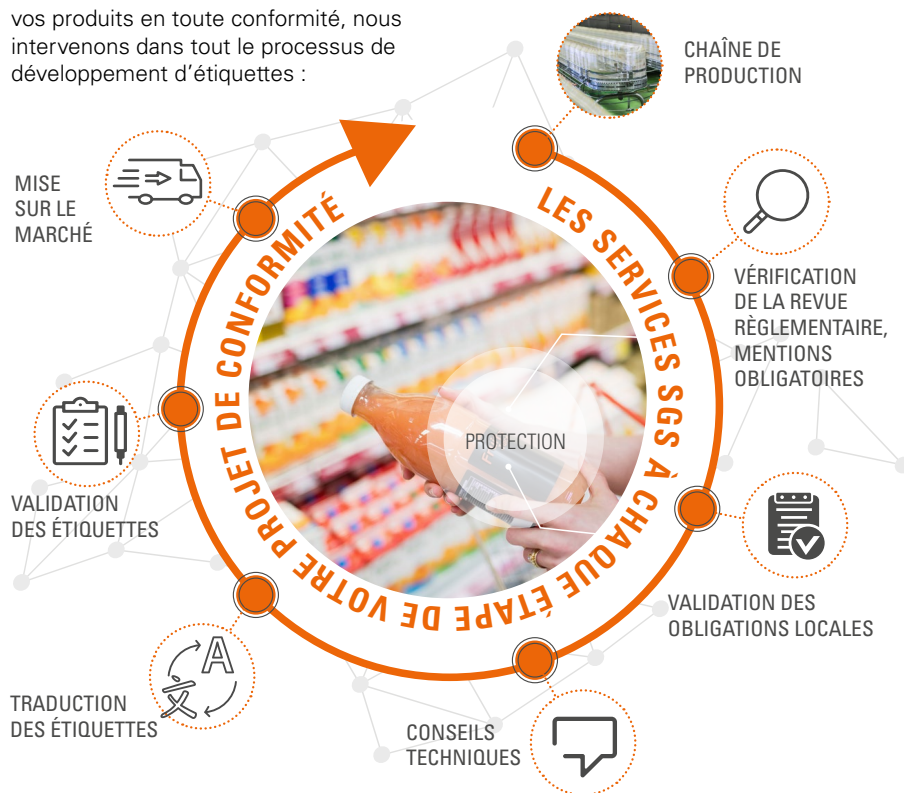 vos produits en toute conformité, nous
intervenons dans tout le processus de
développement d'étiquettes :
CHAÎNE DE
PRODUCTION
VÉRIFICATION
DE LA REVUE
RÈGLEMENTAIRE,
MENTIONS
OBLIGATOIRES
VALIDATION DES
OBLIGATIONS LOCALES
CONSEILS
TECHNIQUES
TRADUCTION
DES ÉTIQUETTES
VALIDATION
DES ÉTIQUETTES
MISE
SUR LE
MARCHÉ
LES SERVICES SGS À CHAQUE ÉTAPE DE VOTRE PROJET DE CONFORMITÉ
PROTECTION